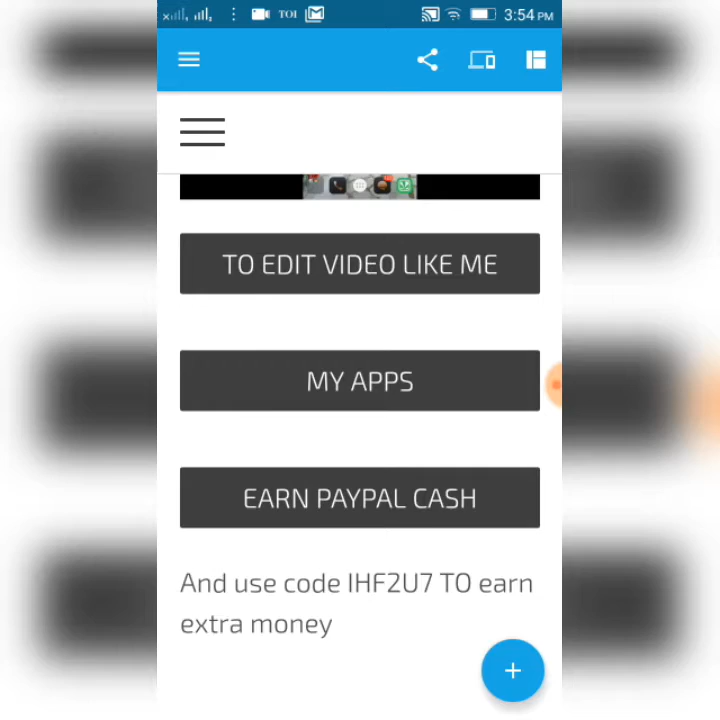 TOI 3:54 PM
TO EDIT VIDEO LIKE ME
MY APPS
EARN PAYPAL CASH
And use code IHF2U7 TO earn
extra money